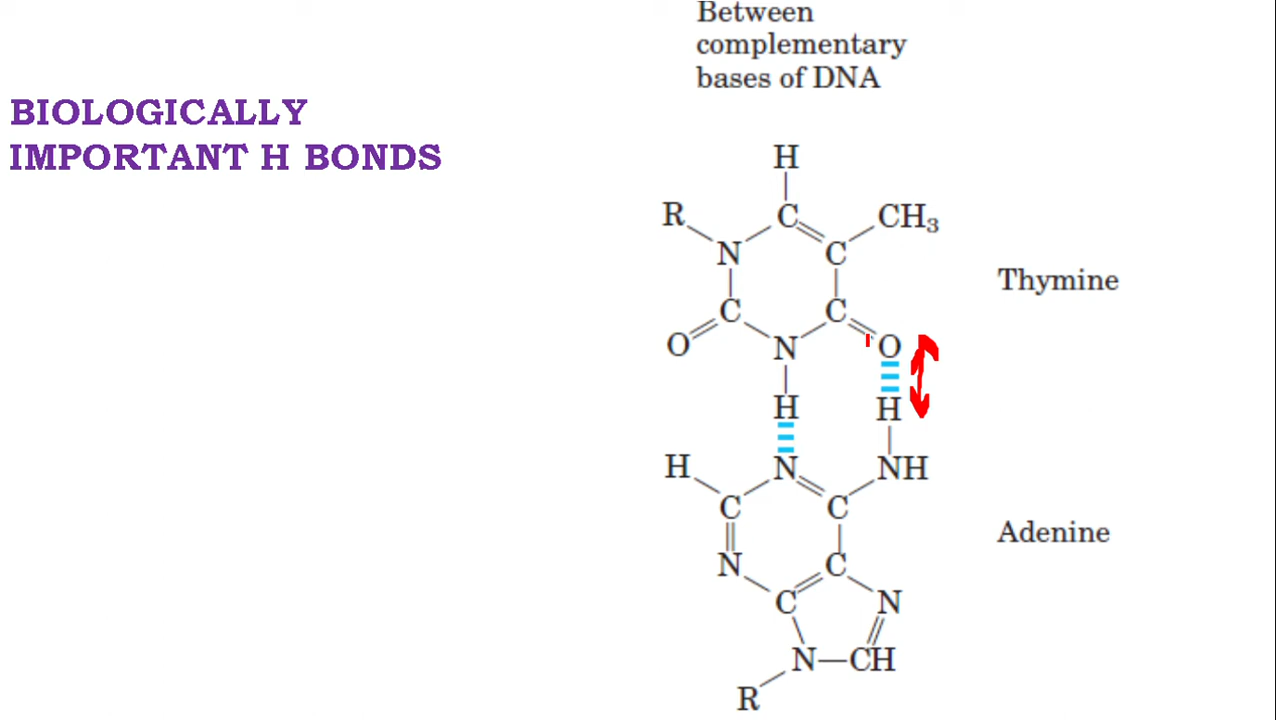 Between
complementary
bases of DNA
BIOLOGICALLY
IMPORTANT H BONDS
H
R C CH₃
N C
Thymine
C C
O N O
H H
H N NH
C C
Adenine
N C
C N
N CH
R